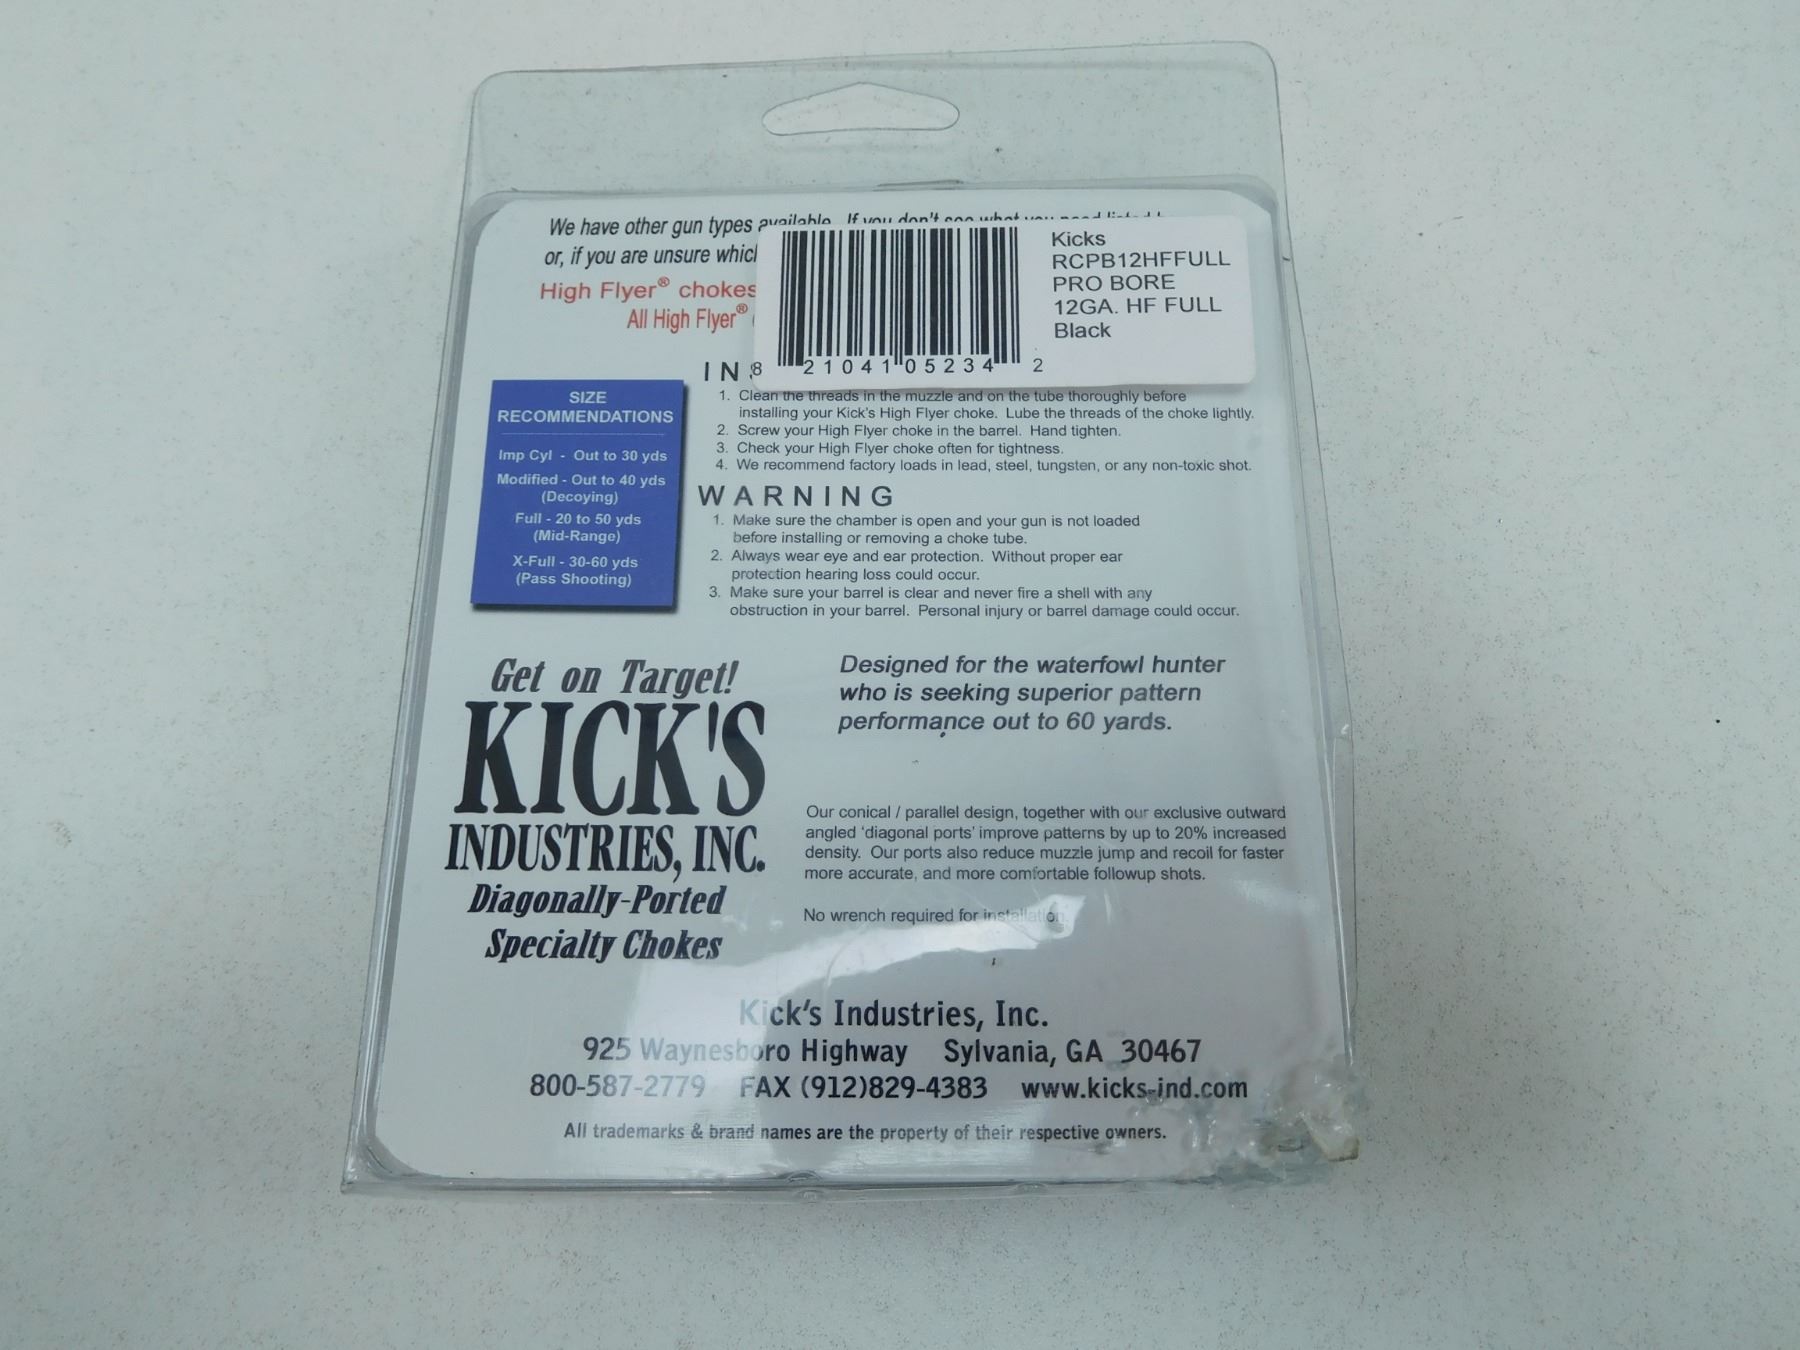 We have other gun types available. If you don't see what you need listed
or, if you are unsure which
High Flyer® chokes
All High Flyer®
Kicks
RCPB12HFFULL
PRO BORE
12GA. HF FULL
Black
8 21041 05234 2
INS
SIZE
RECOMMENDATIONS
Imp Cyl - Out to 30 yds
Modified - Out to 40 yds
(Decoying)
Full - 20 to 50 yds
(Mid-Range)
X-Full - 30-60 yds
(Pass Shooting)
1. Clean the threads in the muzzle and on the tube thoroughly before
installing your Kick's High Flyer choke. Lube the threads of the choke lightly.
2. Screw your High Flyer choke in the barrel. Hand tighten.
3. Check your High Flyer choke often for tightness.
4. We recommend factory loads in lead, steel, tungsten, or any non-toxic shot.
WARNING
1. Make sure the chamber is open and your gun is not loaded
before installing or removing a choke tube.
2. Always wear eye and ear protection. Without proper ear
protection hearing loss could occur.
3. Make sure your barrel is clear and never fire a shell with any
obstruction in your barrel. Personal injury or barrel damage could occur.
Get on Target!
KICK'S
INDUSTRIES, INC.
Diagonally-Ported
Specialty Chokes
Designed for the waterfowl hunter
who is seeking superior pattern
performance out to 60 yards.
Our conical / parallel design, together with our exclusive outward
angled 'diagonal ports' improve patterns by up to 20% increased
density. Our ports also reduce muzzle jump and recoil for faster
more accurate, and more comfortable followup shots.
No wrench required for installation.
Kick's Industries, Inc.
925 Waynesboro Highway Sylvania, GA 30467
800-587-2779 FAX (912)829-4383 www.kicks-ind.com
All trademarks & brand names are the property of their respective owners.